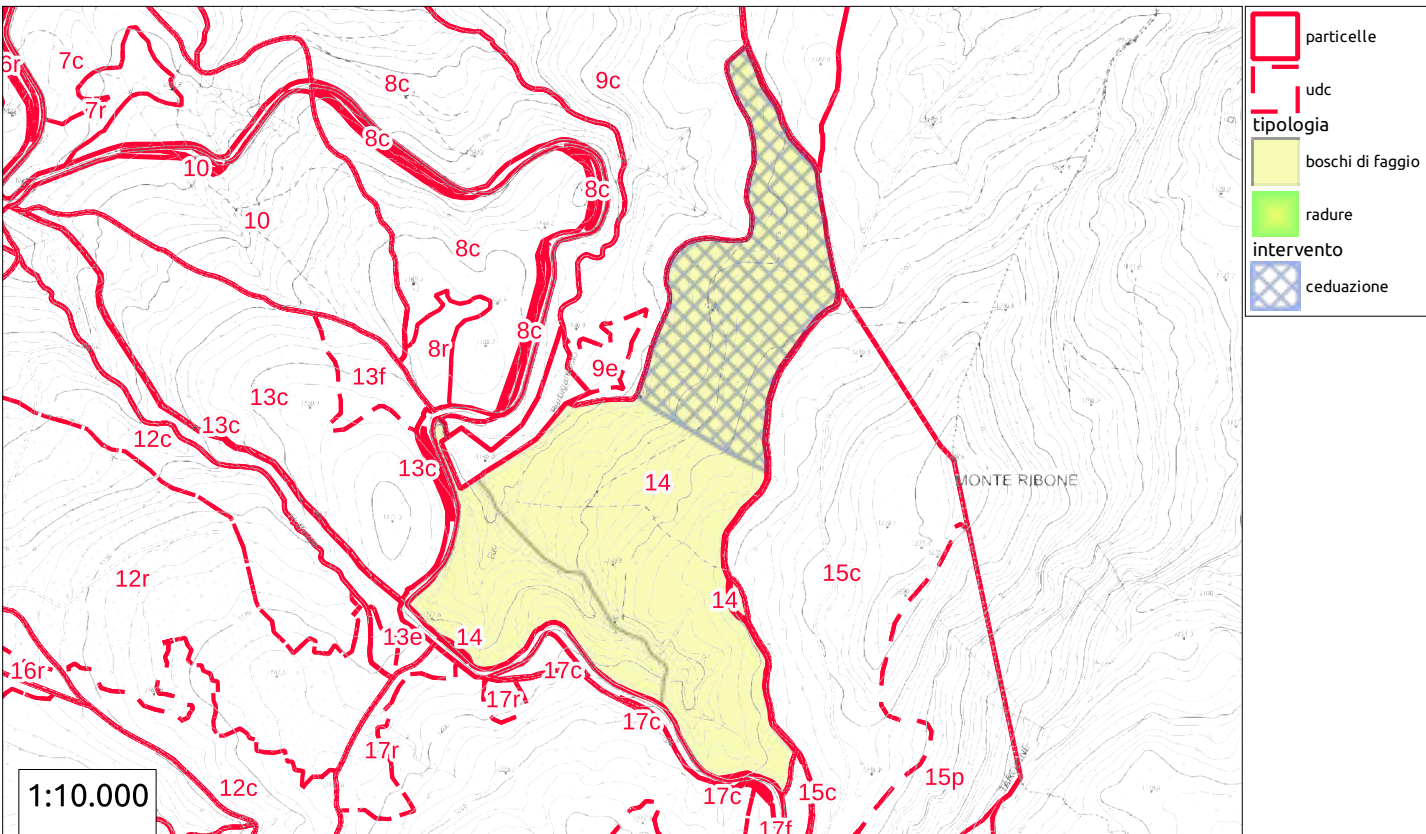 6r
7c
8c
9c
7r
8c
10
8c
10
8c
8c
8r
9e
13f
13c
13c
12c
13c
14
MONTE RIBONE
12r
15c
14
13e
14
16r
17c
17r
17c
17r
15p
12c
17c
15c
17f
1:10.000
particelle
udc
tipologia
boschi di faggio
radure
intervento
ceduazione